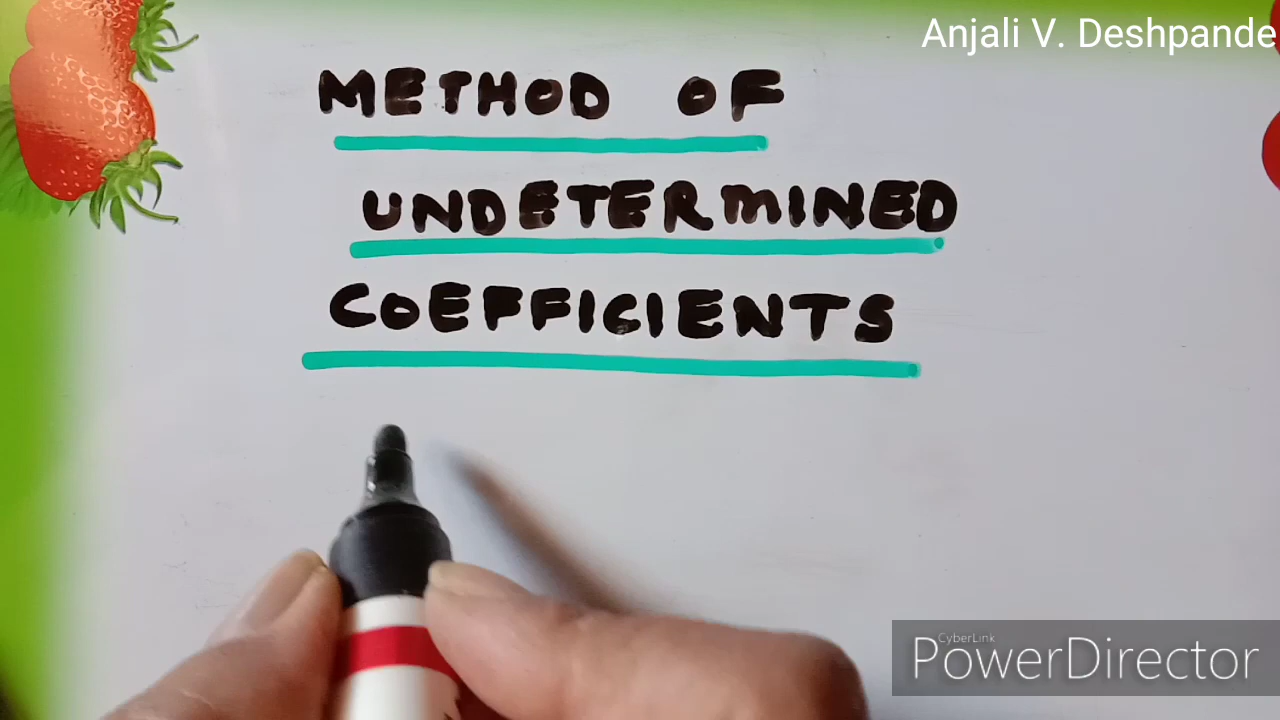 Anjali V. Deshpande
METHOD OF
UNDETERMINED
COEFFICIENTS
CyberLink
PowerDirector